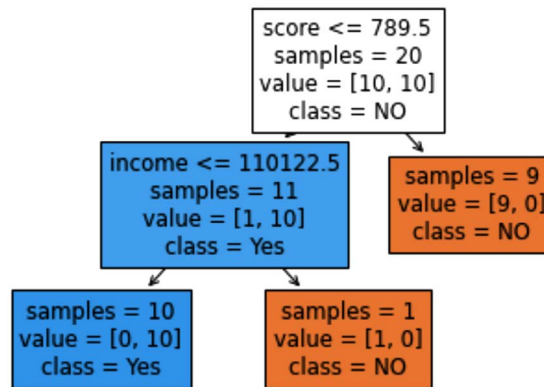 score <= 789.5
samples = 20
value = [10, 10]
class = NO
income <= 110122.5
samples = 11
value = [1, 10]
class = Yes
samples = 9
value = [9, 0]
class = NO
samples = 10
value = [0, 10]
class = Yes
samples = 1
value = [1, 0]
class = NO